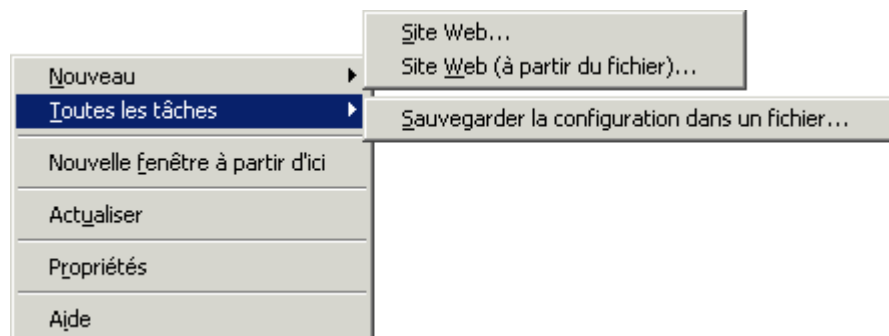 Site Web...
Site Web (à partir du fichier)...
Nouveau
Toutes les tâches
Sauvegarder la configuration dans un fichier...
Nouvelle fenêtre à partir d'ici
Actualiser
Propriétés
Aide